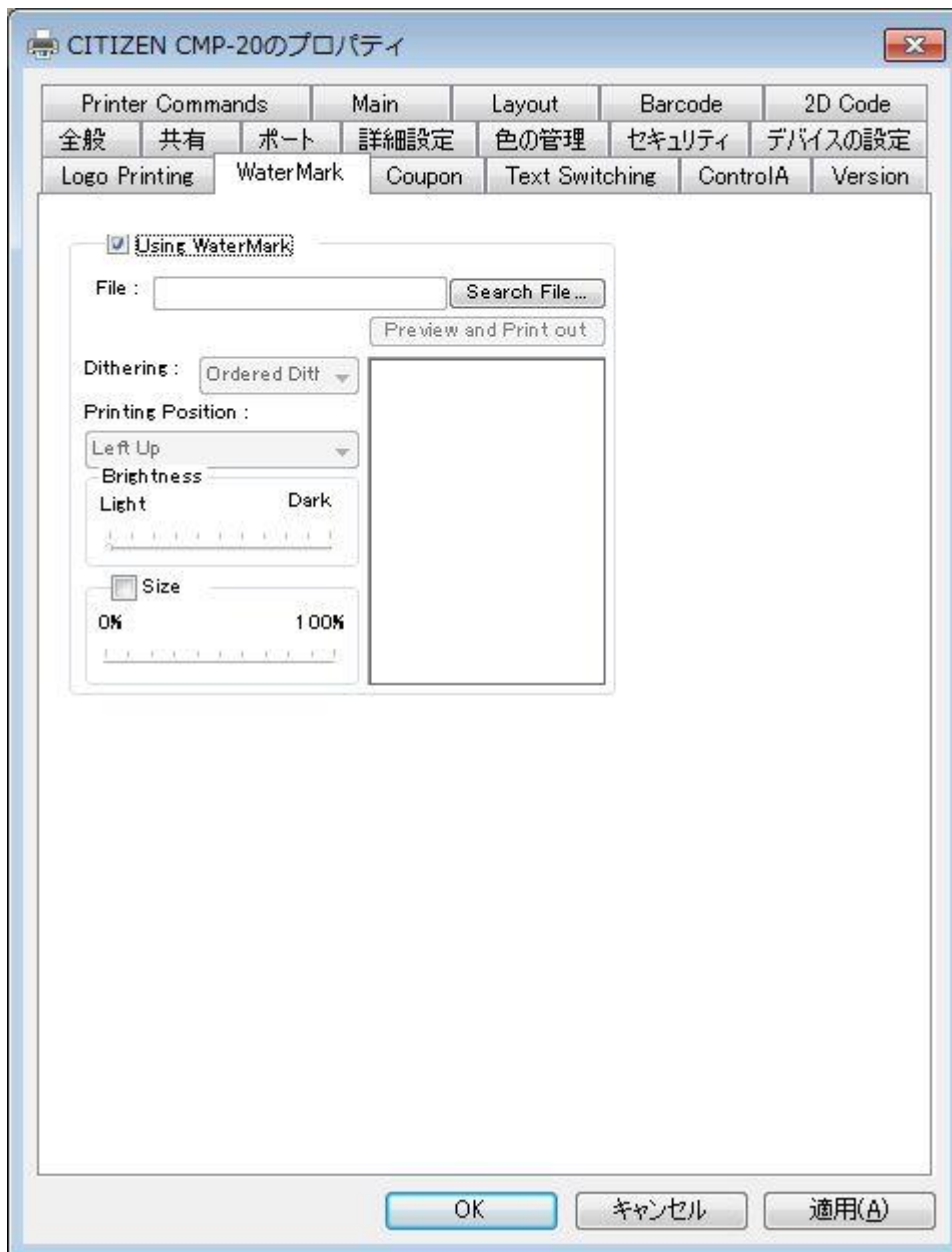 CITIZEN CMP-20のプロパティ
Printer Commands Main Layout Barcode 2D Code
全般 共有 ポート 詳細設定 色の管理 セキュリティ デバイスの設定
Logo Printing WaterMark Coupon Text Switching ControlA Version
Using WaterMark
File : Search File...
Preview and Print out
Dithering : Ordered Ditl
Printing Position :
Left Up
Brightness
Light Dark
Size
0% 100%
OK キャンセル 適用(A)